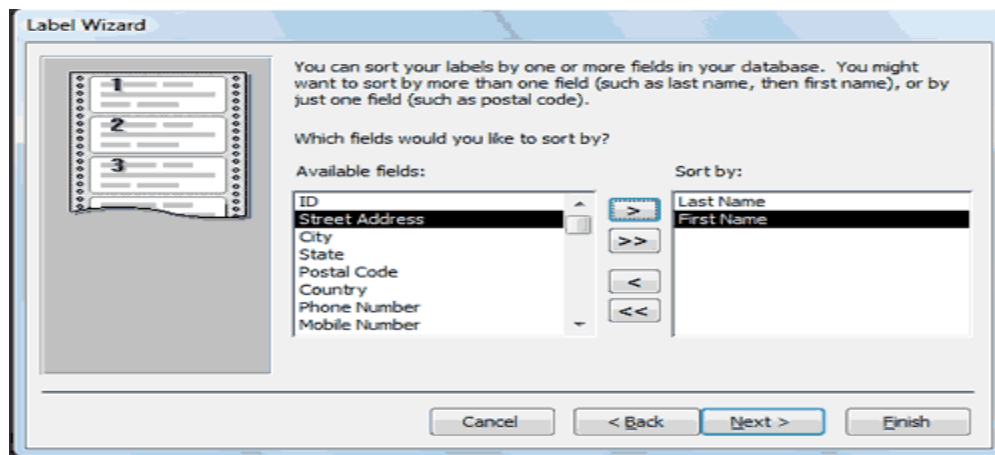 Label Wizard
You can sort your labels by one or more fields in your database. You might
want to sort by more than one field (such as last name, then first name), or by
just one field (such as postal code).
Which fields would you like to sort by?
Available fields:
Sort by:
1
2
3
ID
Street Address
City
State
Postal Code
Country
Phone Number
Mobile Number
>
>>
<
<<
Last Name
First Name
Cancel
< Back
Next >
Finish